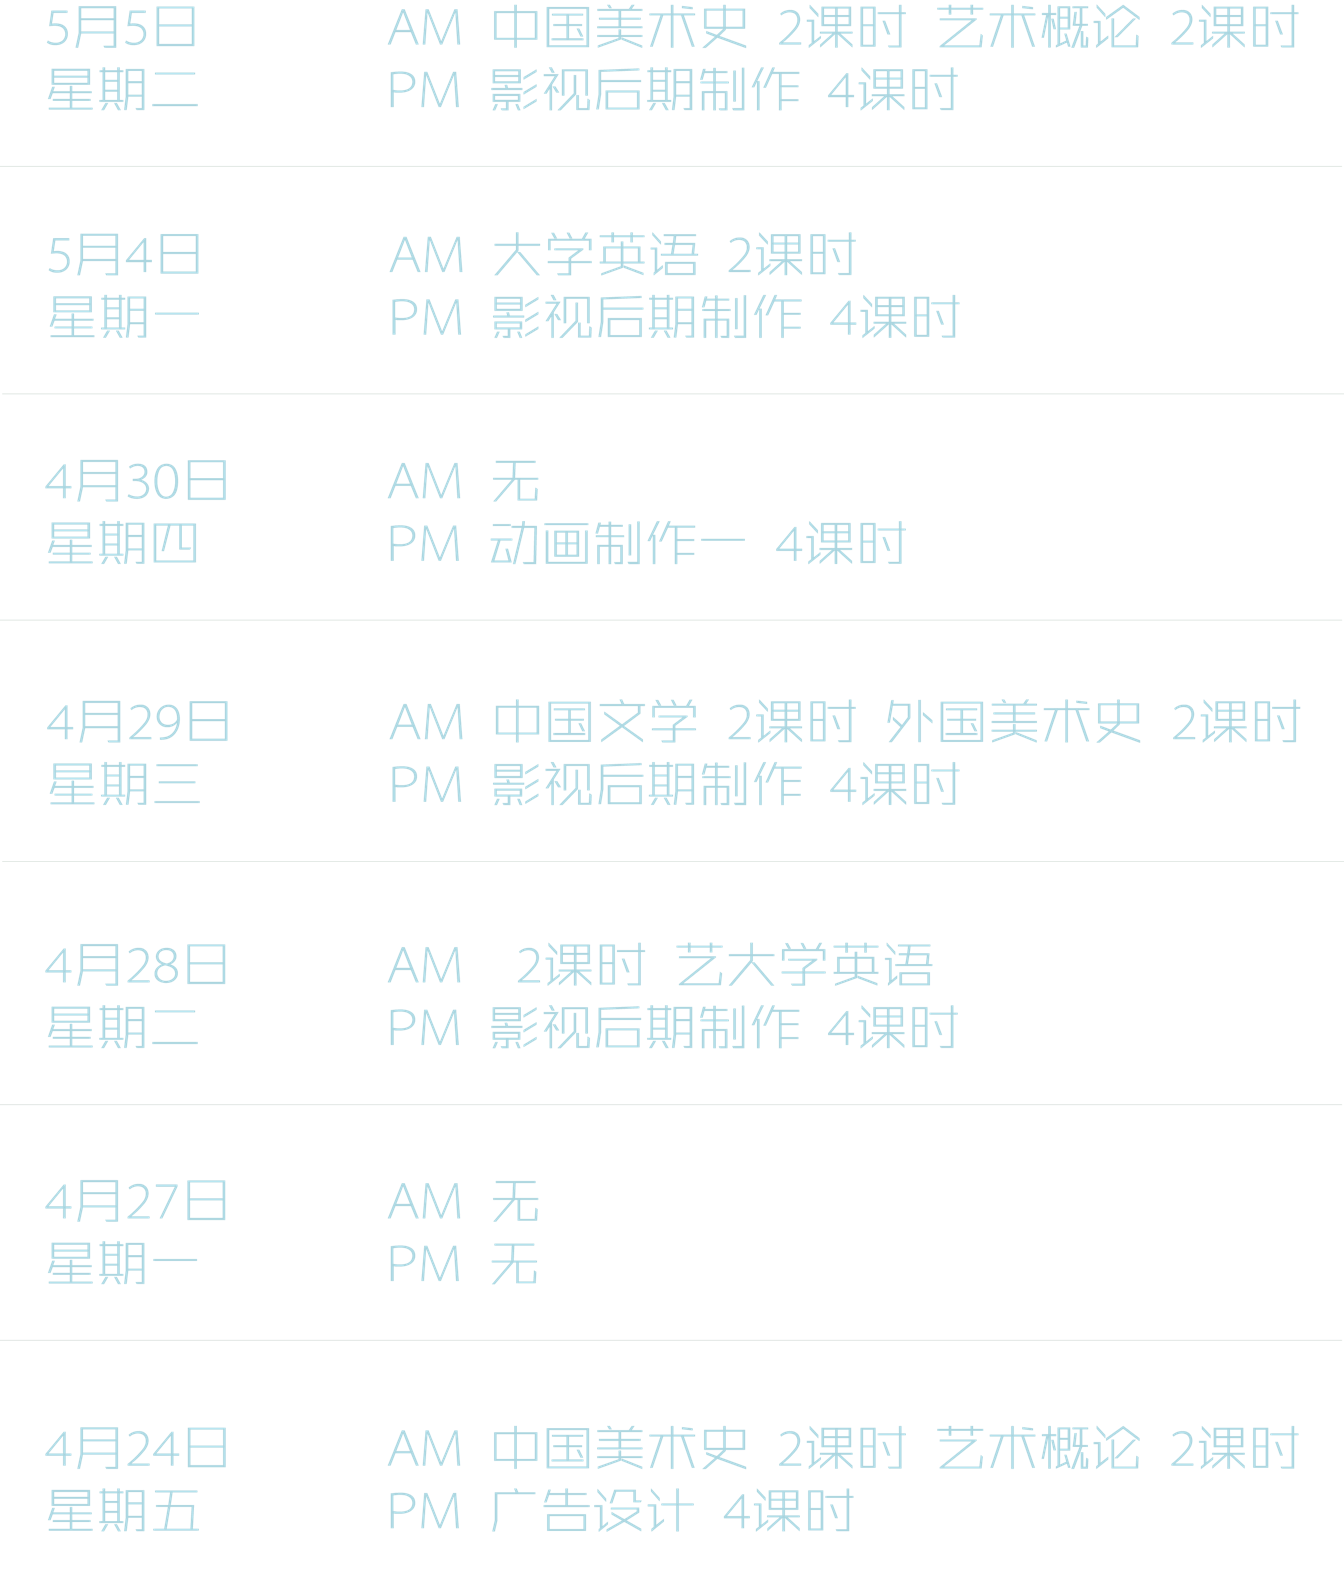 5月5日 AM 中国美术史 2课时 艺术概论 2课时
星期二 PM 影视后期制作 4课时
5月4日 AM 大学英语 2课时
星期一 PM 影视后期制作 4课时
4月30日 AM 无
星期四 PM 动画制作一 4课时
4月29日 AM 中国文学 2课时 外国美术史 2课时
星期三 PM 影视后期制作 4课时
4月28日 AM 2课时 艺大学英语
星期二 PM 影视后期制作 4课时
4月27日 AM 无
星期一 PM 无
4月24日 AM 中国美术史 2课时 艺术概论 2课时
星期五 PM 广告设计 4课时